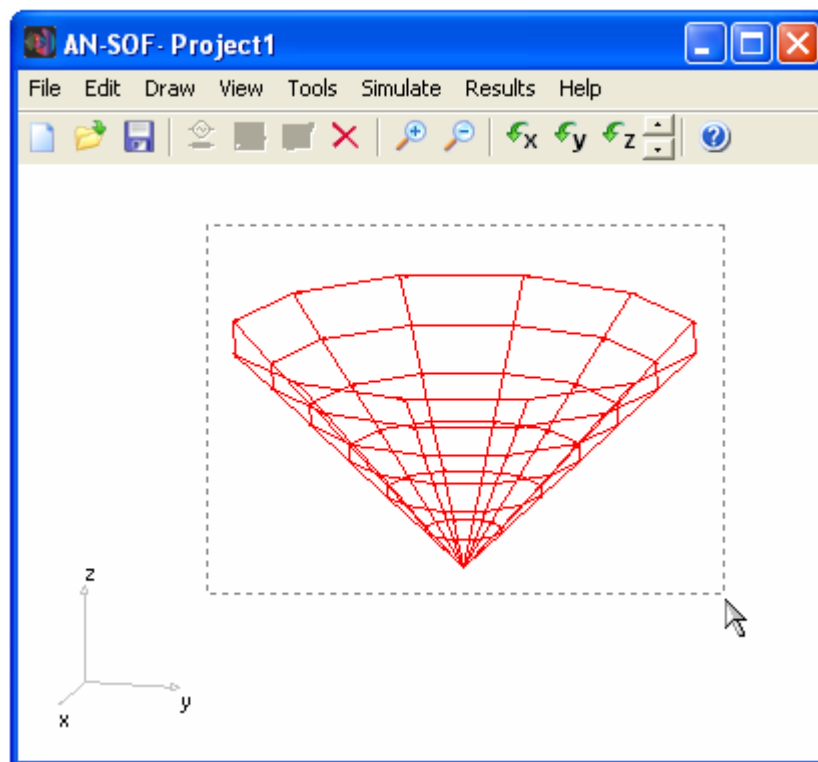 AN-SOF- Project1
File Edit Draw View Tools Simulate Results Help
x y z ?
z
y
x